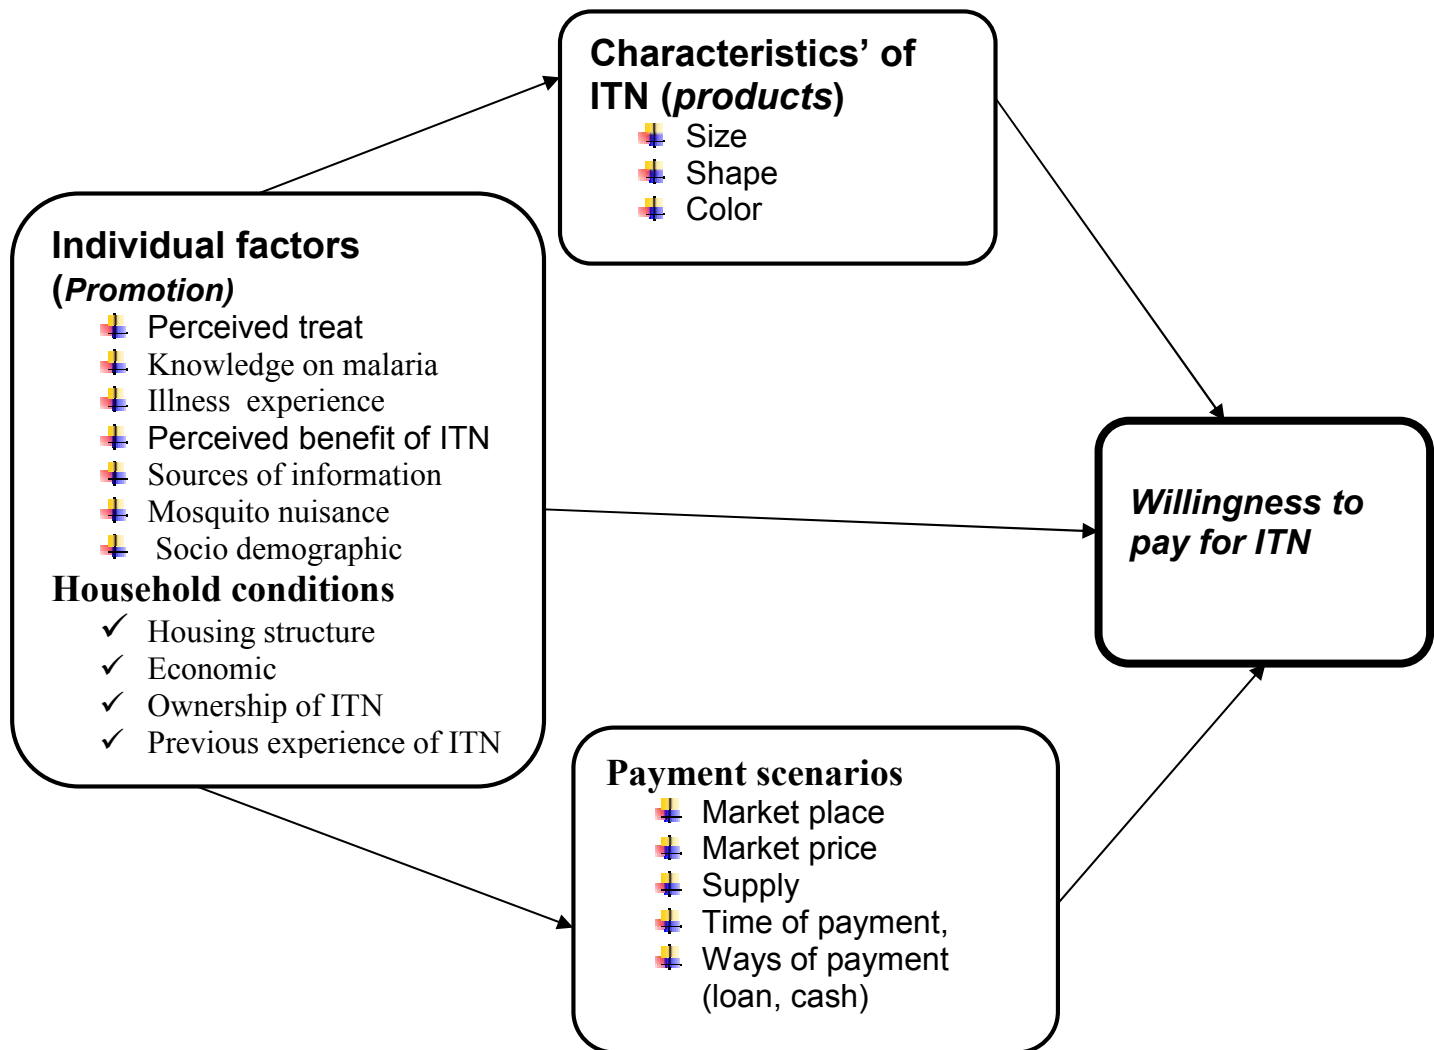 Characteristics’ of
ITN (products)
Size
Shape
Color
Individual factors
(Promotion)
Perceived treat
Knowledge on malaria
Illness experience
Perceived benefit of ITN
Sources of information
Mosquito nuisance
Socio demographic
Household conditions
Housing structure
Economic
Ownership of ITN
Previous experience of ITN
Willingness to
pay for ITN
Payment scenarios
Market place
Market price
Supply
Time of payment,
Ways of payment
(loan, cash)